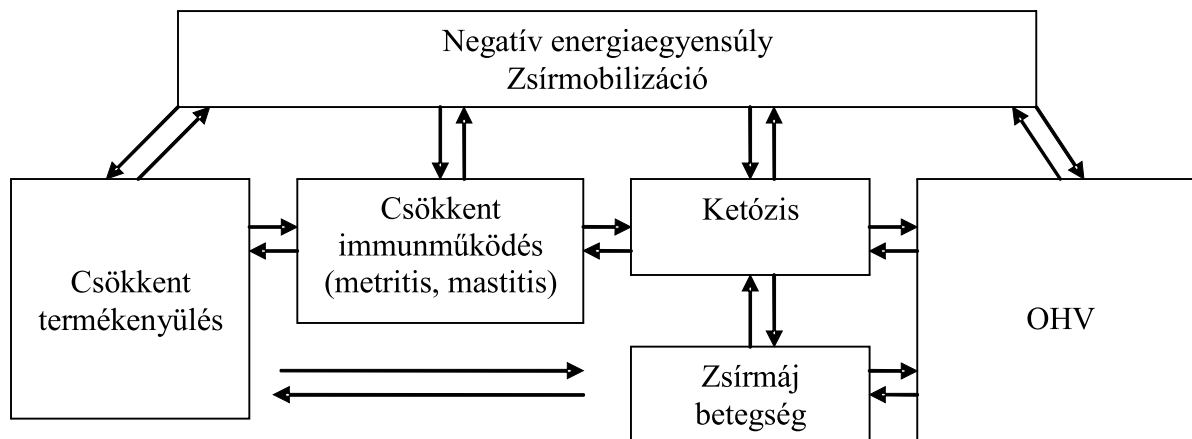 Negatív energiaegyensúly
Zsírmobilizáció
Csökkent
termékenyülés
Csökkent
immunműködés
(metritis, mastitis)
Ketózis
Zsírmáj
betegség
OHV